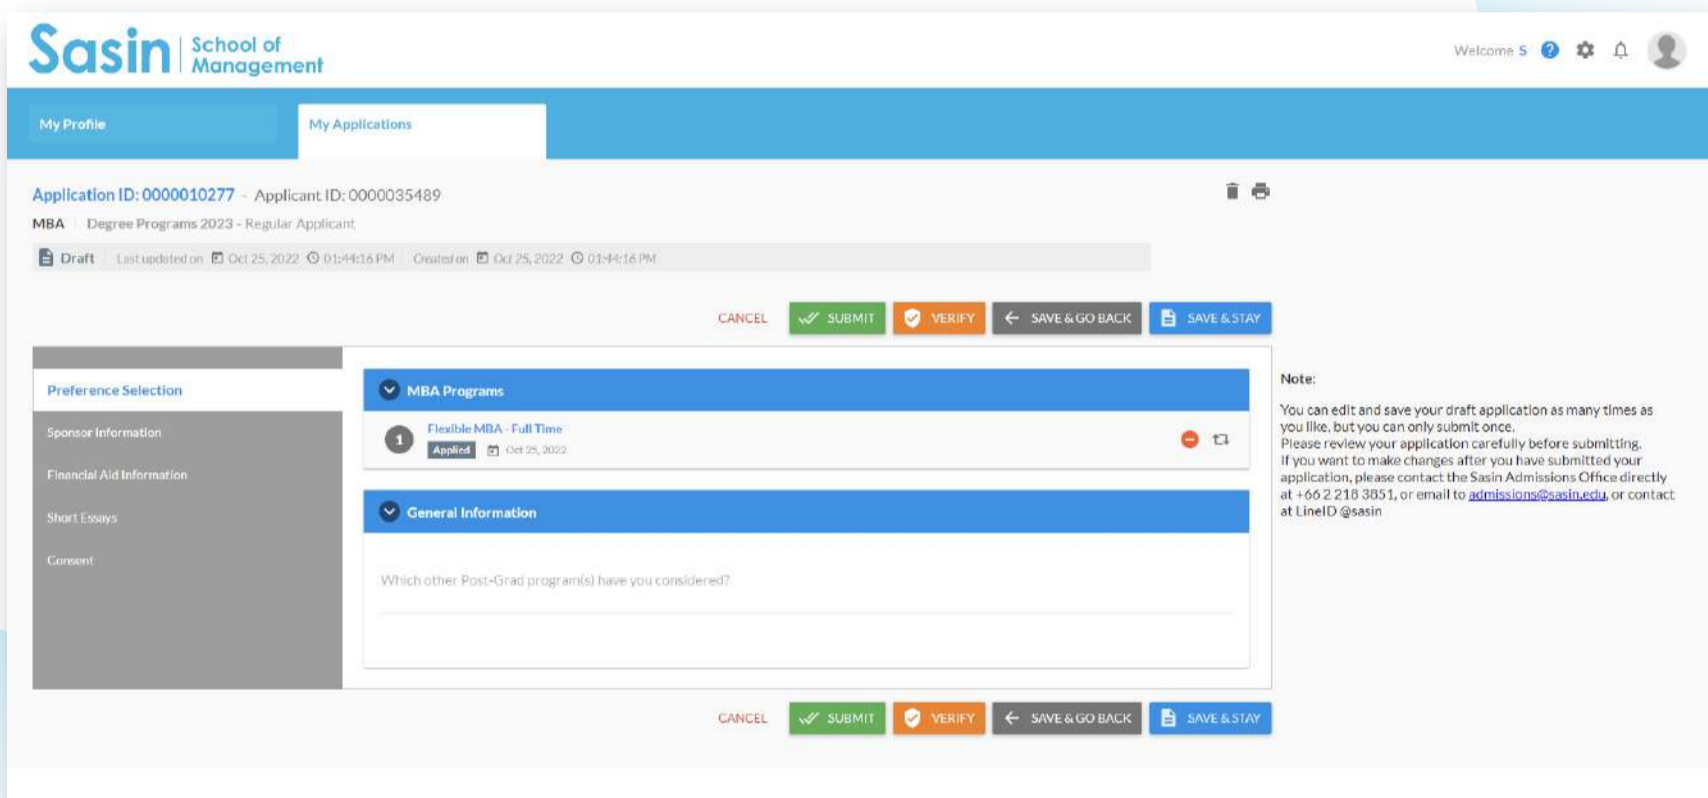 Sasin School of Management
Welcome S
My Profile
My Applications
Application ID: 0000010277 - Applicant ID: 0000035489
MBA Degree Programs 2023 - Regular Applicant
Draft Last updated on Oct 25, 2022 01:44:16 PM Created on Oct 25, 2022 01:44:16 PM
CANCEL SUBMIT VERIFY SAVE & GO BACK SAVE & STAY
Preference Selection
Sponsor Information
Financial Aid Information
Short Essays
Consent
MBA Programs
1 Flexible MBA - Full Time
Applied Oct 25, 2022
General Information
Which other Post-Grad program(s) have you considered?
Note:
You can edit and save your draft application as many times as
you like, but you can only submit once.
Please review your application carefully before submitting.
If you want to make changes after you have submitted your
application, please contact the Sasin Admissions Office directly
at +66 2 218 3851, or email to admissions@sasin.edu, or contact
at LineID @sasin
CANCEL SUBMIT VERIFY SAVE & GO BACK SAVE & STAY